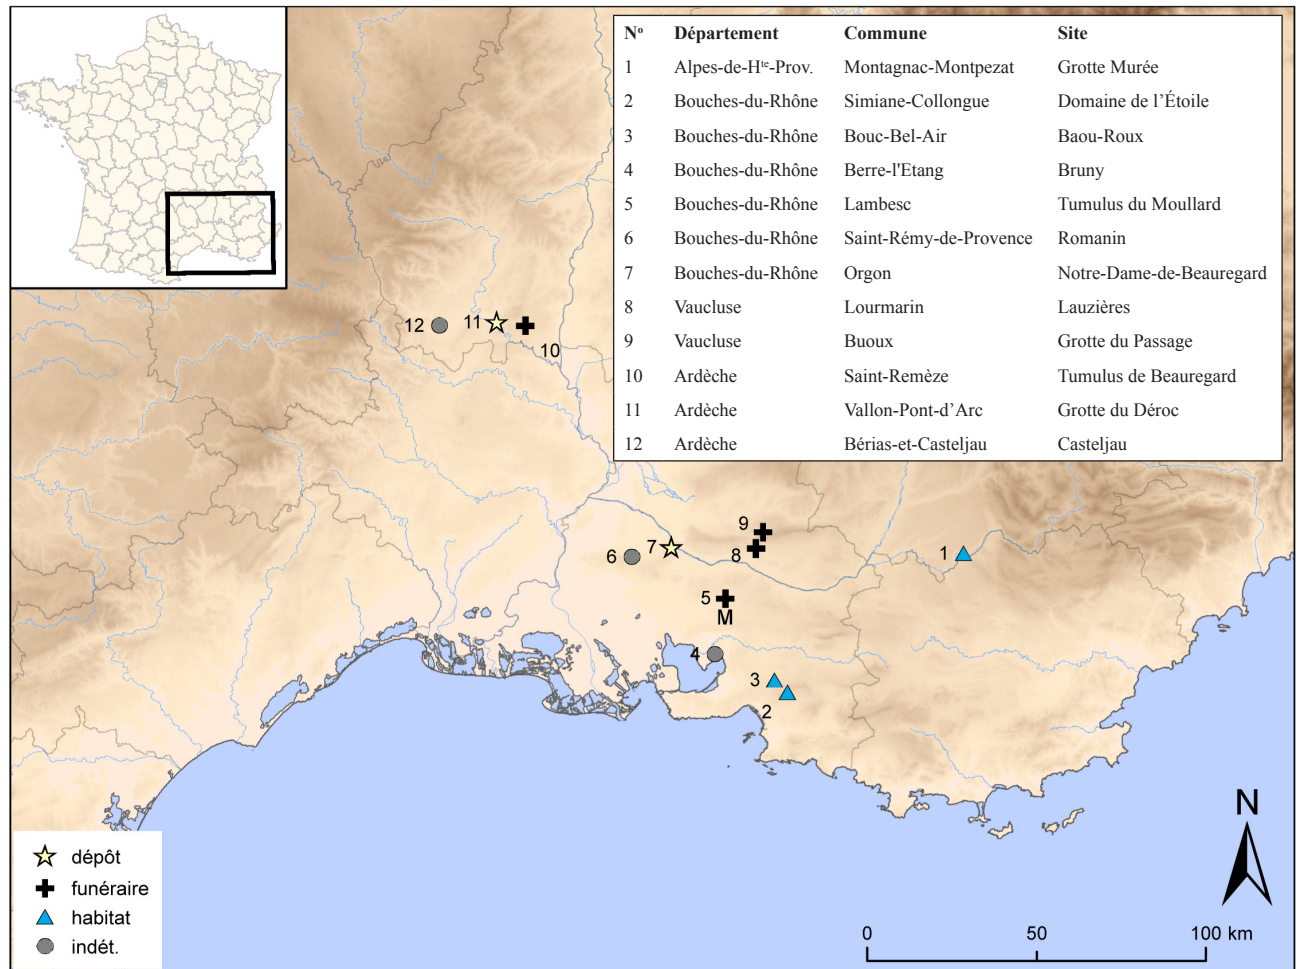 Nº Département Commune Site
1 Alpes-de-Hte-Prov. Montagnac-Montpezat Grotte Murée
2 Bouches-du-Rhône Simiane-Collongue Domaine de l’Étoile
3 Bouches-du-Rhône Bouc-Bel-Air Baou-Roux
4 Bouches-du-Rhône Berre-l'Etang Bruny
5 Bouches-du-Rhône Lambesc Tumulus du Moullard
6 Bouches-du-Rhône Saint-Rémy-de-Provence Romanin
7 Bouches-du-Rhône Orgon Notre-Dame-de-Beauregard
8 Vaucluse Lourmarin Lauzières
9 Vaucluse Buoux Grotte du Passage
10 Ardèche Saint-Remèze Tumulus de Beauregard
11 Ardèche Vallon-Pont-d’Arc Grotte du Déroc
12 Ardèche Bérias-et-Casteljau Casteljau
12
11
10
9
8
7
6
1
5
M
4
3
2
dépôt
funéraire
habitat
indét.
N
0 50 100 km